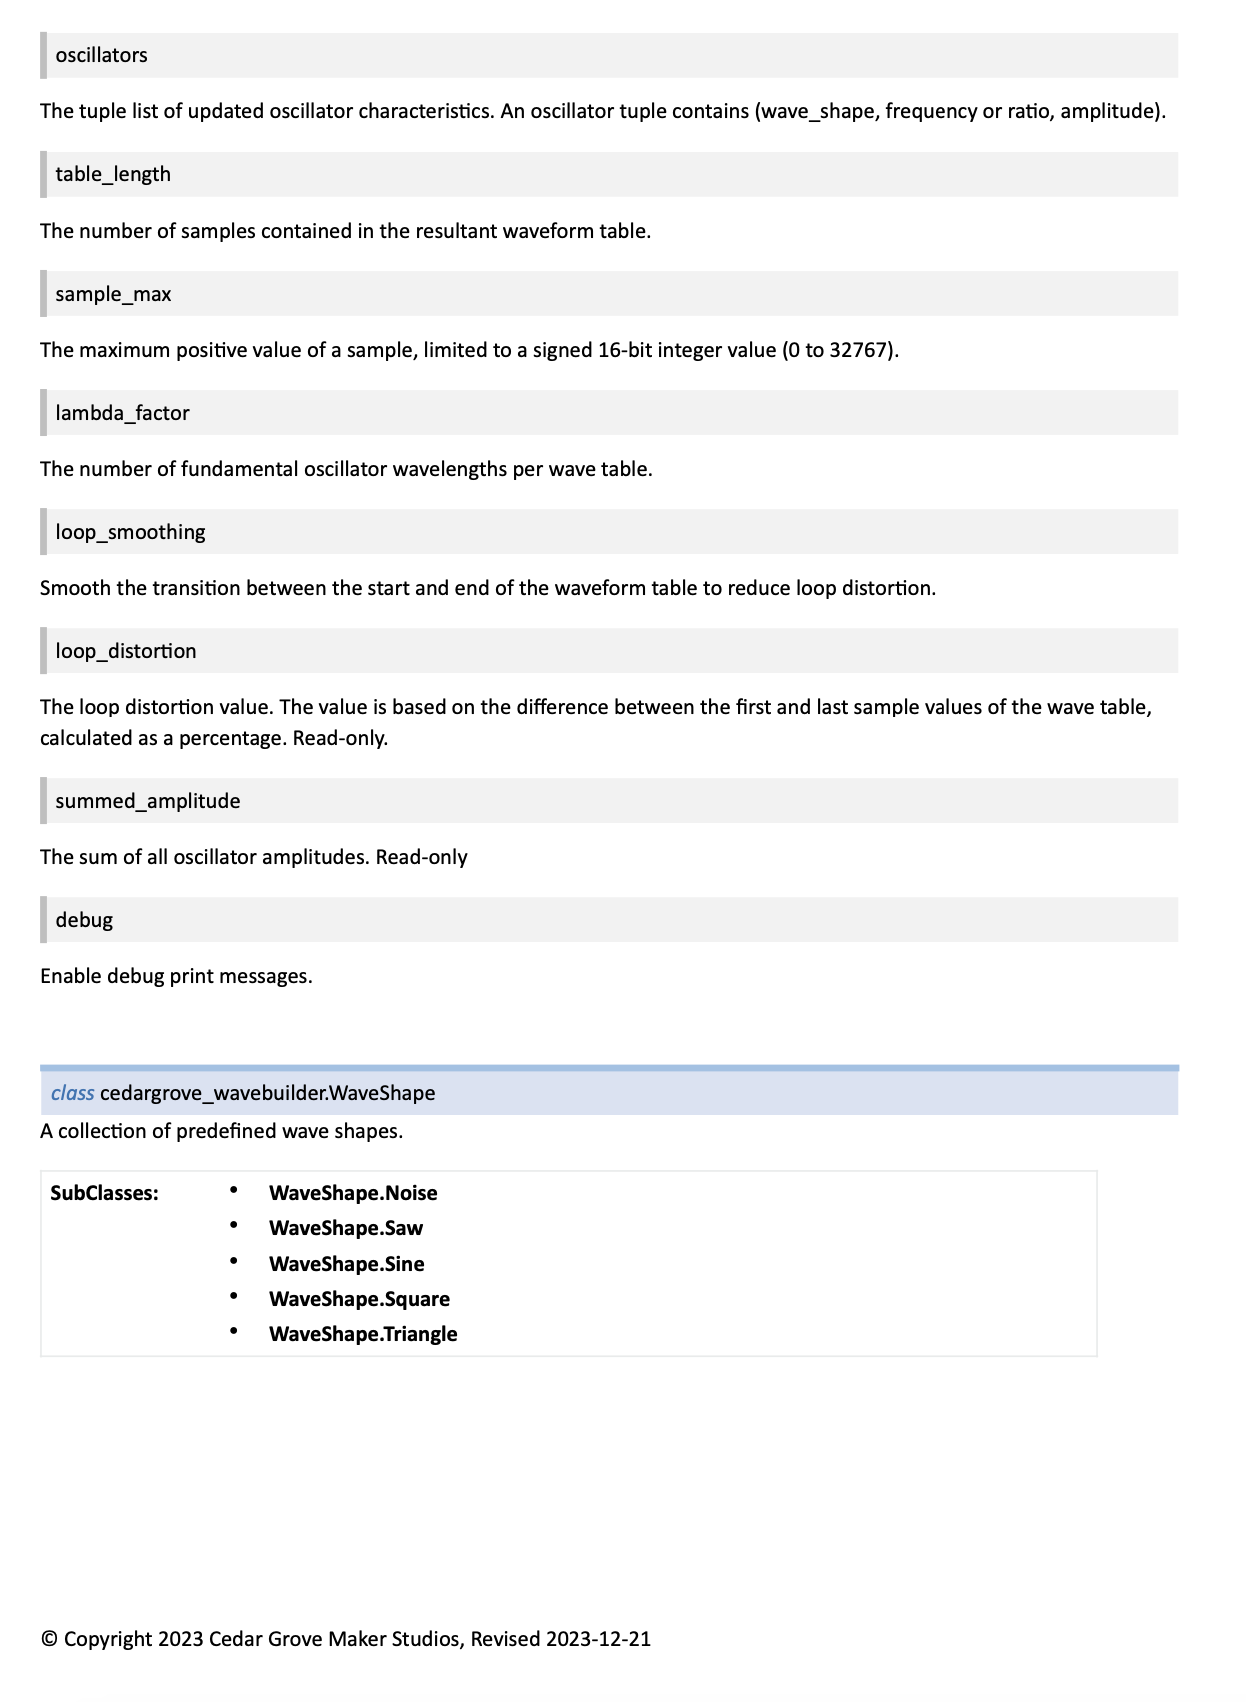 oscillators
The tuple list of updated oscillator characteristics. An oscillator tuple contains (wave_shape, frequency or ratio, amplitude).
table_length
The number of samples contained in the resultant waveform table.
sample_max
The maximum positive value of a sample, limited to a signed 16-bit integer value (0 to 32767).
lambda_factor
The number of fundamental oscillator wavelengths per wave table.
loop_smoothing
Smooth the transition between the start and end of the waveform table to reduce loop distortion.
loop_distortion
The loop distortion value. The value is based on the difference between the first and last sample values of the wave table,
calculated as a percentage. Read-only.
summed_amplitude
The sum of all oscillator amplitudes. Read-only
debug
Enable debug print messages.
class cedargrove_wavebuilder.WaveShape
A collection of predefined wave shapes.
SubClasses: • WaveShape.Noise
• WaveShape.Saw
• WaveShape.Sine
• WaveShape.Square
• WaveShape.Triangle
© Copyright 2023 Cedar Grove Maker Studios, Revised 2023-12-21